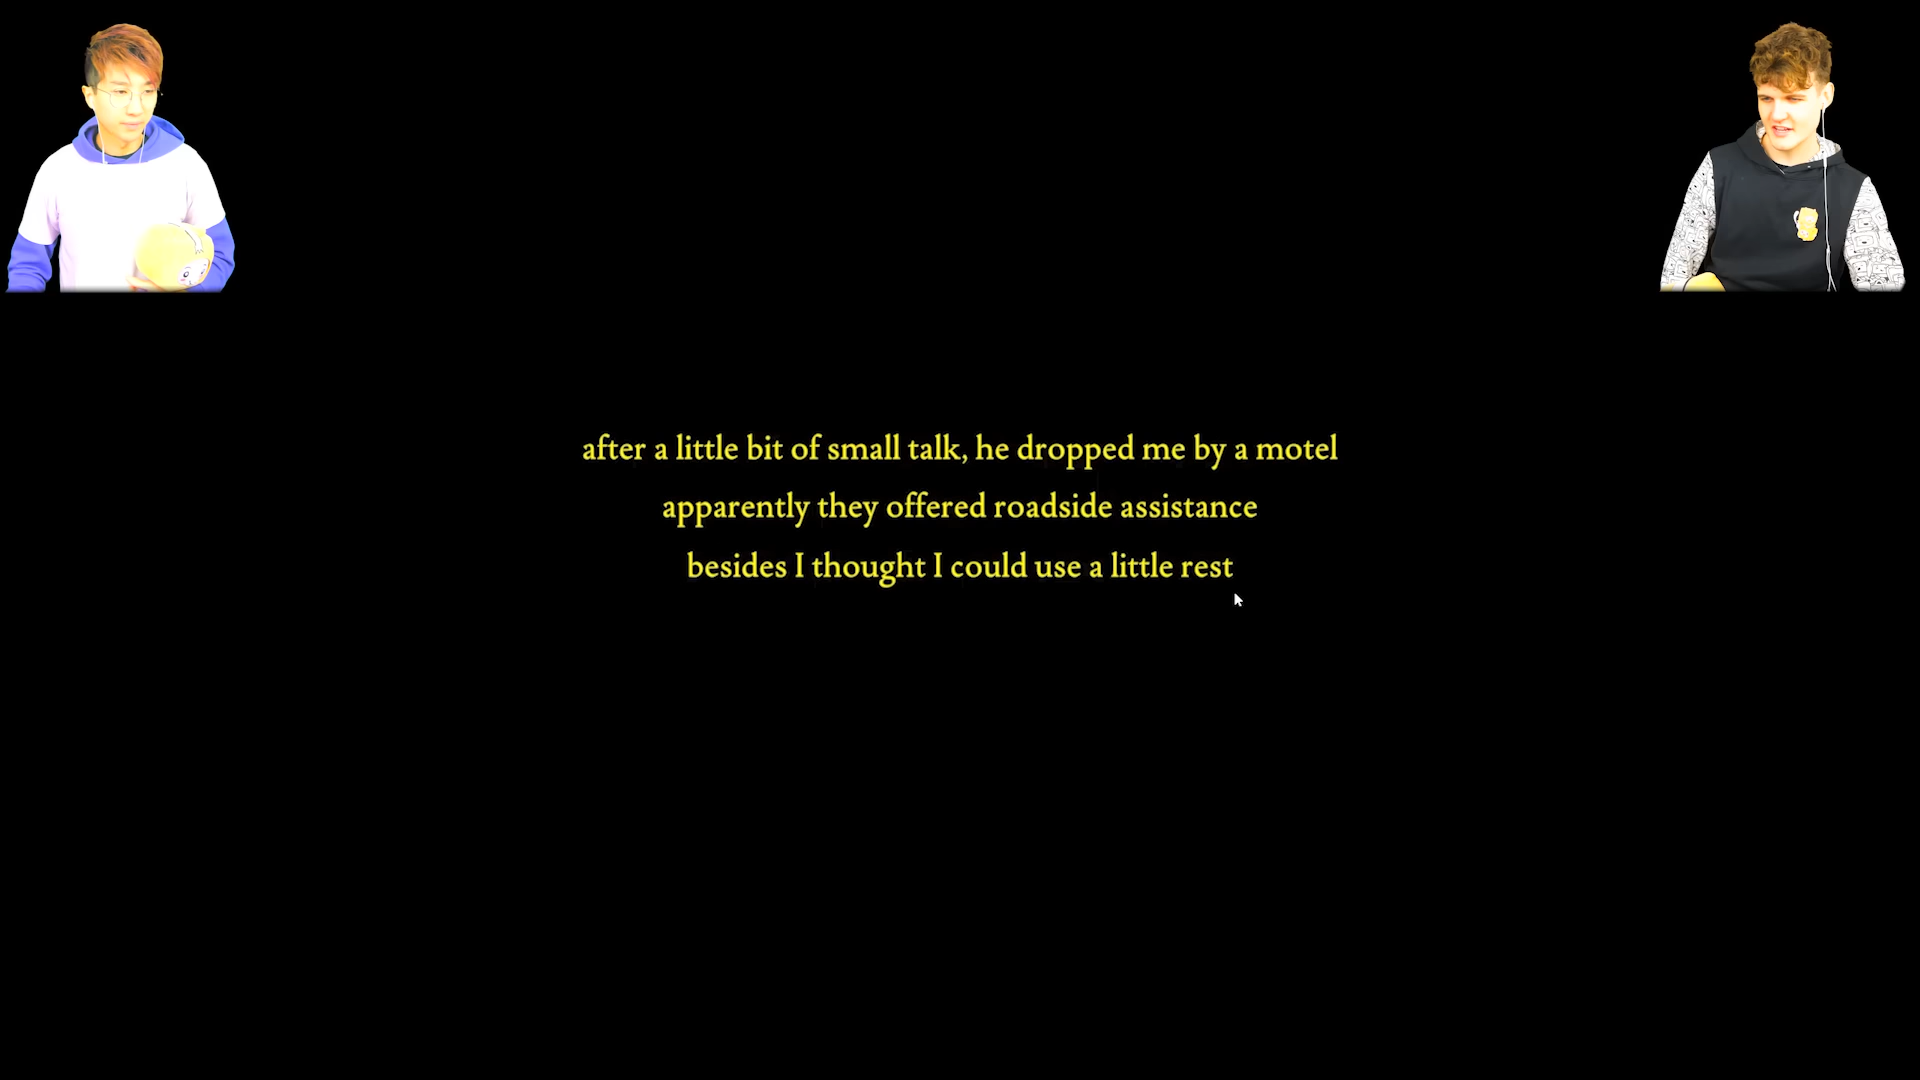 after a little bit of small talk, he dropped me by a motel
apparently they offered roadside assistance
besides I thought I could use a little rest